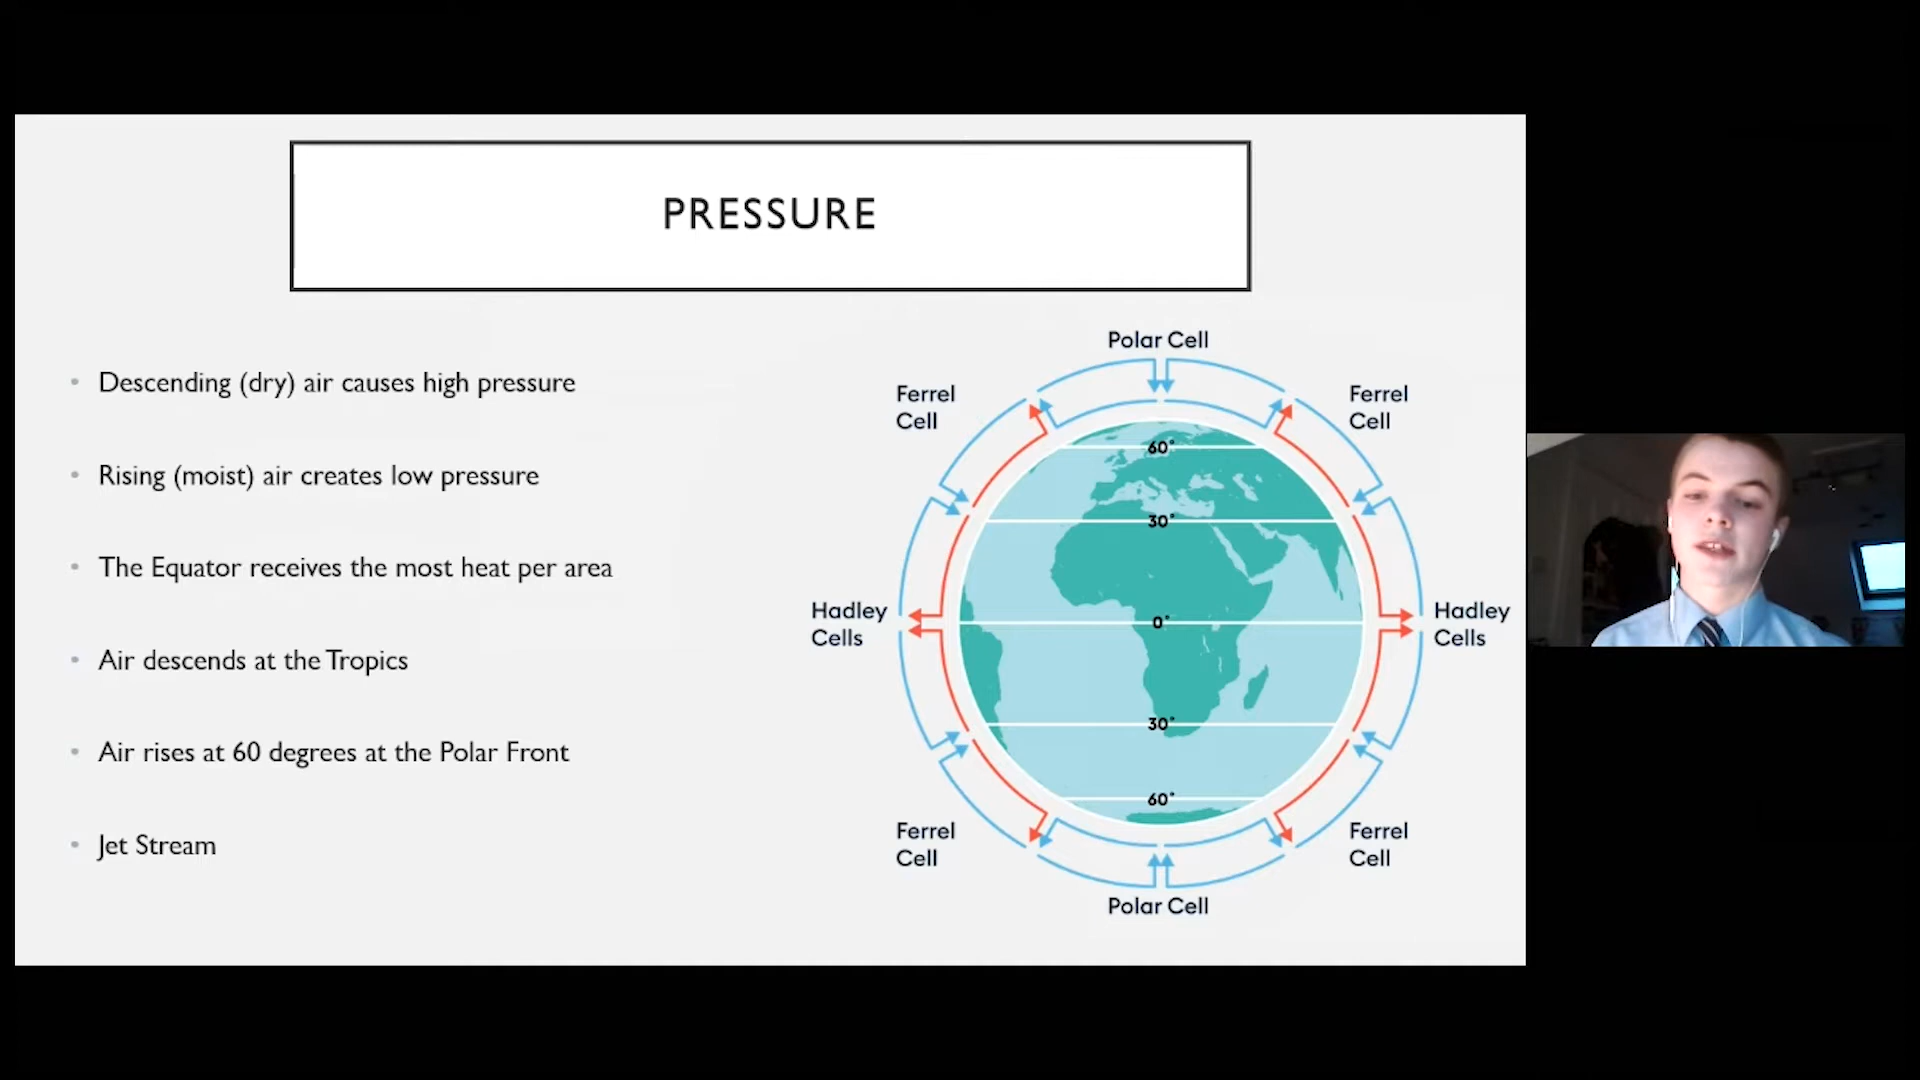 PRESSURE
Descending (dry) air causes high pressure
Rising (moist) air creates low pressure
The Equator receives the most heat per area
Air descends at the Tropics
Air rises at 60 degrees at the Polar Front
Jet Stream
Polar Cell
Ferrel
Cell
Ferrel
Cell
60°
30°
Hadley
Cells
0°
Hadley
Cells
30°
60°
Ferrel
Cell
Ferrel
Cell
Polar Cell